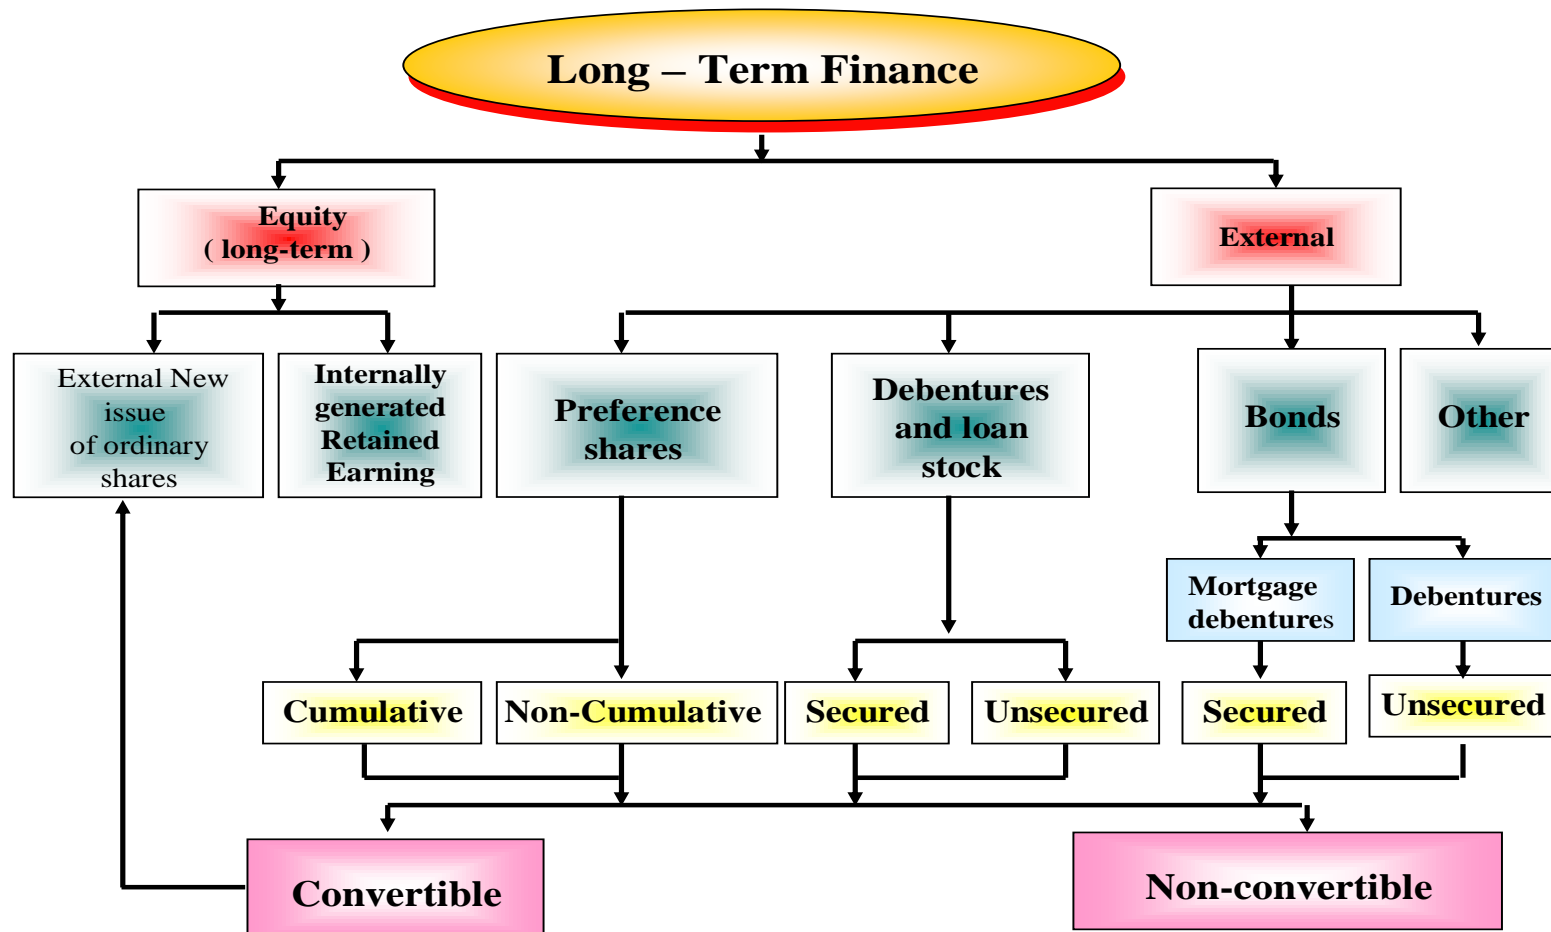 Long – Term Finance
Equity
( long-term )
External
External New
issue
of ordinary
shares
Internally
generated
Retained
Earning
Preference
shares
Debentures
and loan
stock
Bonds
Other
Mortgage
debentures
Debentures
Cumulative
Non-Cumulative
Secured
Unsecured
Secured
Unsecured
Convertible
Non-convertible